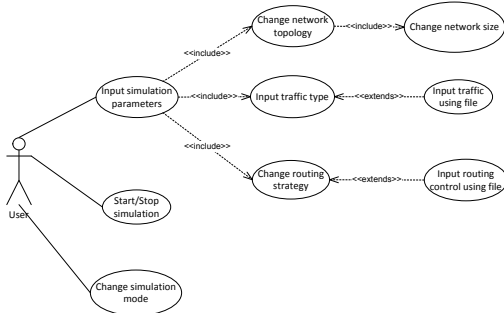 Change network
topology
<<include>>
Change network size
<<include>>
Input simulation
parameters
<<include>>
Input traffic type
<<extends>>
Input traffic
using file
<<include>>
Change routing
strategy
<<extends>>
Input routing
control using file
User
Start/Stop
simulation
Change simulation
mode